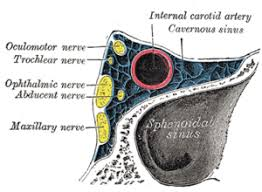 Internal carotid artery
Cavernous sinus
Oculomotor nerve
Trochlear nerve
Ophthalmic nerve
Abducent nerve
Maxillary nerve
Sphenoidal
sinus